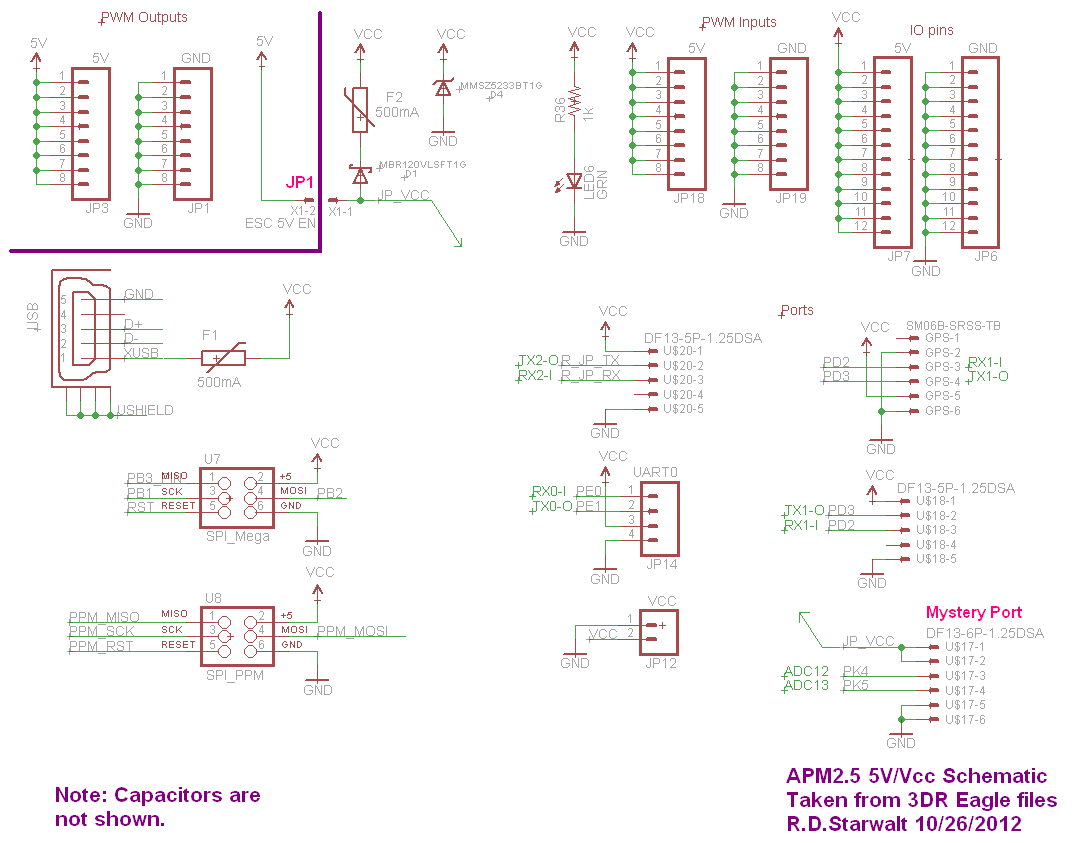 PWM Outputs
5V
5V
GND
1
2
3
4
5
6
7
8
JP3
1
2
3
4
5
6
7
8
JP1
GND
5V
JP1
X1-2
X1-1
ESC 5V EN
VCC
F2
500mA
MBR120VLSFT1G
D1
JP_VCC
VCC
MMSZ5233BT1G
D4
GND
VCC
R36
1K
LED6
GRN
GND
PWM Inputs
VCC
5V
GND
1
2
3
4
5
6
7
8
JP18
1
2
3
4
5
6
7
8
JP19
GND
VCC
IO pins
5V
GND
1
2
3
4
5
6
7
8
9
10
11
12
JP7
1
2
3
4
5
6
7
8
9
10
11
12
JP6
GND
USB
5
4
3
2
1
GND
D+
D-
XUSB
USHIELD
F1
500mA
VCC
U7
VCC
PB3_MIN
MISO
1
2
+5
PB1
SCK
3
4
MOSI
PB2
RST
RESET
5
6
GND
SPI_Mega
GND
U8
VCC
PPM_MISO
MISO
1
2
+5
PPM_SCK
SCK
3
4
MOSI
PPM_MOSI
PPM_RST
RESET
5
6
GND
SPI_PPM
GND
Ports
VCC
DF13-5P-1.25DSA
U$20-1
TX2-O R_JP_TX U$20-2
RX2-I R_JP_RX U$20-3
U$20-4
U$20-5
GND
VCC
SM06B-SRSS-TB
GPS-1
GPS-2
PD2 GPS-3 RX1-I
PD3 GPS-4 TX1-O
GPS-5
GPS-6
GND
VCC
UART0
RX0-I PE0 1
TX0-O PE1 2
3
4
GND
JP14
VCC
DF13-5P-1.25DSA
U$18-1
TX1-O PD3 U$18-2
RX1-I PD2 U$18-3
U$18-4
U$18-5
GND
VCC
1 +
VCC 2
GND
JP12
Mystery Port
DF13-6P-1.25DSA
JP_VCC U$17-1
U$17-2
ADC12 PK4 U$17-3
ADC13 PK5 U$17-4
U$17-5
U$17-6
GND
Note: Capacitors are
not shown.
APM2.5 5V/Vcc Schematic
Taken from 3DR Eagle files
R.D.Starwalt 10/26/2012